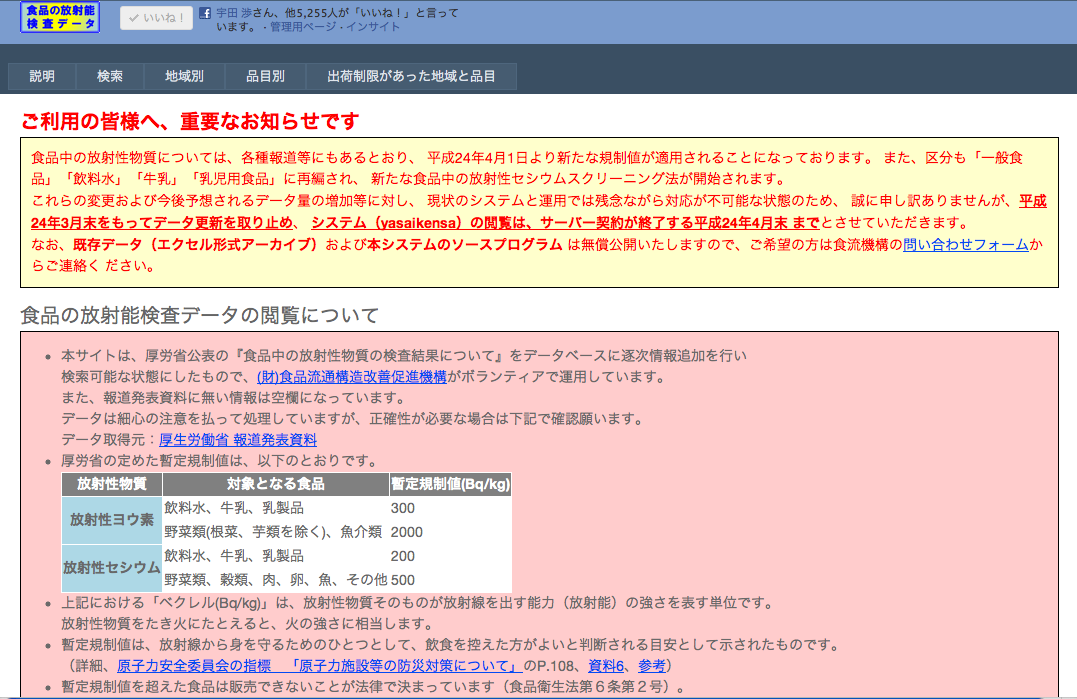 食品の放射能
検査データ
いいね！
宇田 渉さん、他5,255人が「いいね！」と言って
います。 · 管理用ページ · インサイト
説明 検索 地域別 品目別 出荷制限があった地域と品目
ご利用の皆様へ、重要なお知らせです
食品中の放射性物質については、各種報道等にもあるとおり、 平成24年4月1日より新たな規制値が適用されることになっております。 また、区分も「一般食
品」「飲料水」「牛乳」「乳児用食品」に再編され、 新たな食品中の放射性セシウムスクリーニング法が開始されます。
これらの変更および今後予想されるデータ量の増加等に対し、 現状のシステムと運用では残念ながら対応が不可能な状態のため、 誠に申し訳ありませんが、平成
24年3月末をもってデータ更新を取り止め、 システム（yasaikensa）の閲覧は、サーバー契約が終了する平成24年4月末 までとさせていただきます。
なお、既存データ（エクセル形式アーカイブ）および本システムのソースプログラム は無償公開いたしますので、ご希望の方は食流機構の問い合わせフォームか
らご連絡く ださい。
食品の放射能検査データの閲覧について
• 本サイトは、厚労省公表の『食品中の放射性物質の検査結果について』をデータベースに逐次情報追加を行い
検索可能な状態にしたもので、(財)食品流通構造改善促進機構がボランティアで運用しています。
また、報道発表資料に無い情報は空欄になっています。
データは細心の注意を払って処理していますが、正確性が必要な場合は下記で確認願います。
データ取得元：厚生労働省 報道発表資料
• 厚労省の定めた暫定規制値は、以下のとおりです。
放射性物質 対象となる食品 暫定規制値(Bq/kg)
放射性ヨウ素 飲料水、牛乳、乳製品 300
野菜類(根菜、芋類を除く)、魚介類 2000
放射性セシウム 飲料水、牛乳、乳製品 200
野菜類、穀類、肉、卵、魚、その他 500
• 上記における「ベクレル(Bq/kg)」は、放射性物質そのものが放射線を出す能力（放射能）の強さを表す単位です。
放射性物質をたき火にたとえると、火の強さに相当します。
• 暫定規制値は、放射線から身を守るためのひとつとして、飲食を控えた方がよいと判断される目安として示されたものです。
（詳細、原子力安全委員会の指標 「原子力施設等の防災対策について」のP.108、資料6、参考）
• 暫定規制値を超えた食品は販売できないことが法律で決まっています（食品衛生法第６条第２号）。